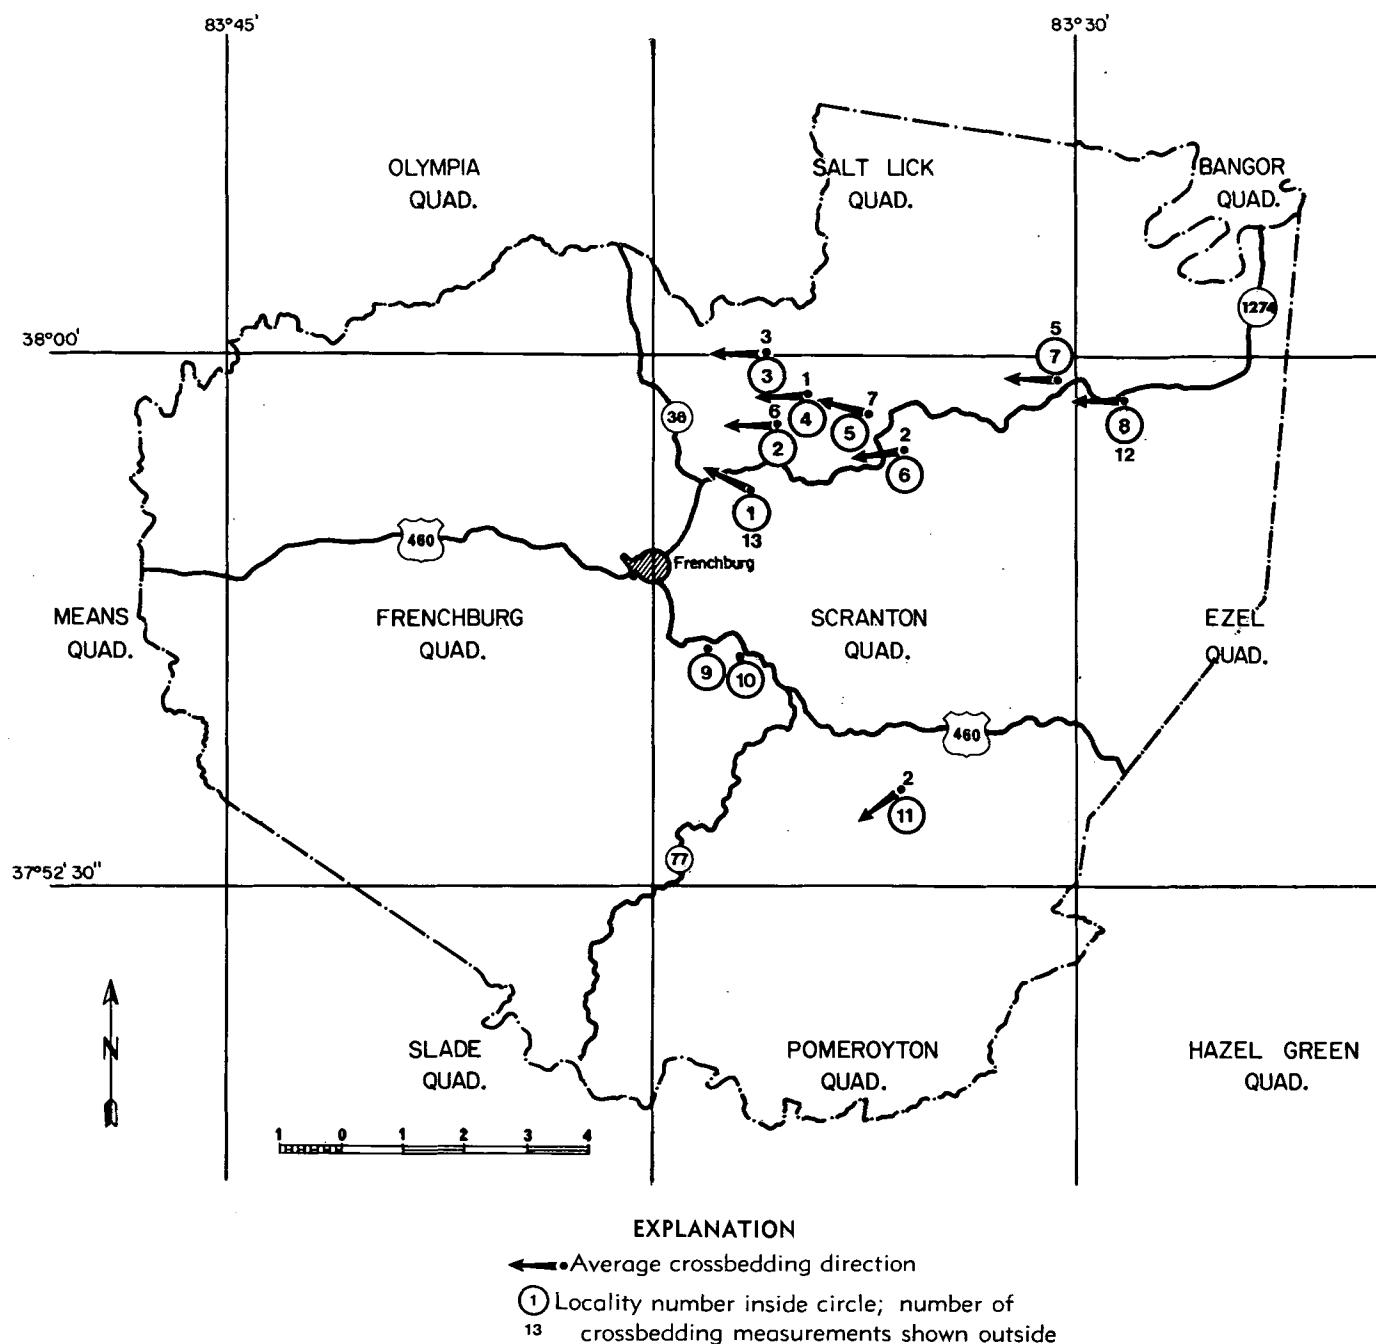 83°45'
83°30'
OLYMPIA
QUAD.
SALT LICK
QUAD.
BANGOR
QUAD.
1274
38°00'
3
3
5
7
1
4
7
5
38
6
2
2
6
8
12
1
13
460
Frenchburg
MEANS
QUAD.
FRENCHBURG
QUAD.
SCRANTON
QUAD.
EZEL
QUAD.
9
10
460
2
11
77
37°52'30"
N
SLADE
QUAD.
POMEROYTON
QUAD.
HAZEL GREEN
QUAD.
1 0 1 2 3 4
EXPLANATION
Average crossbedding direction
1 Locality number inside circle; number of
13 crossbedding measurements shown outside